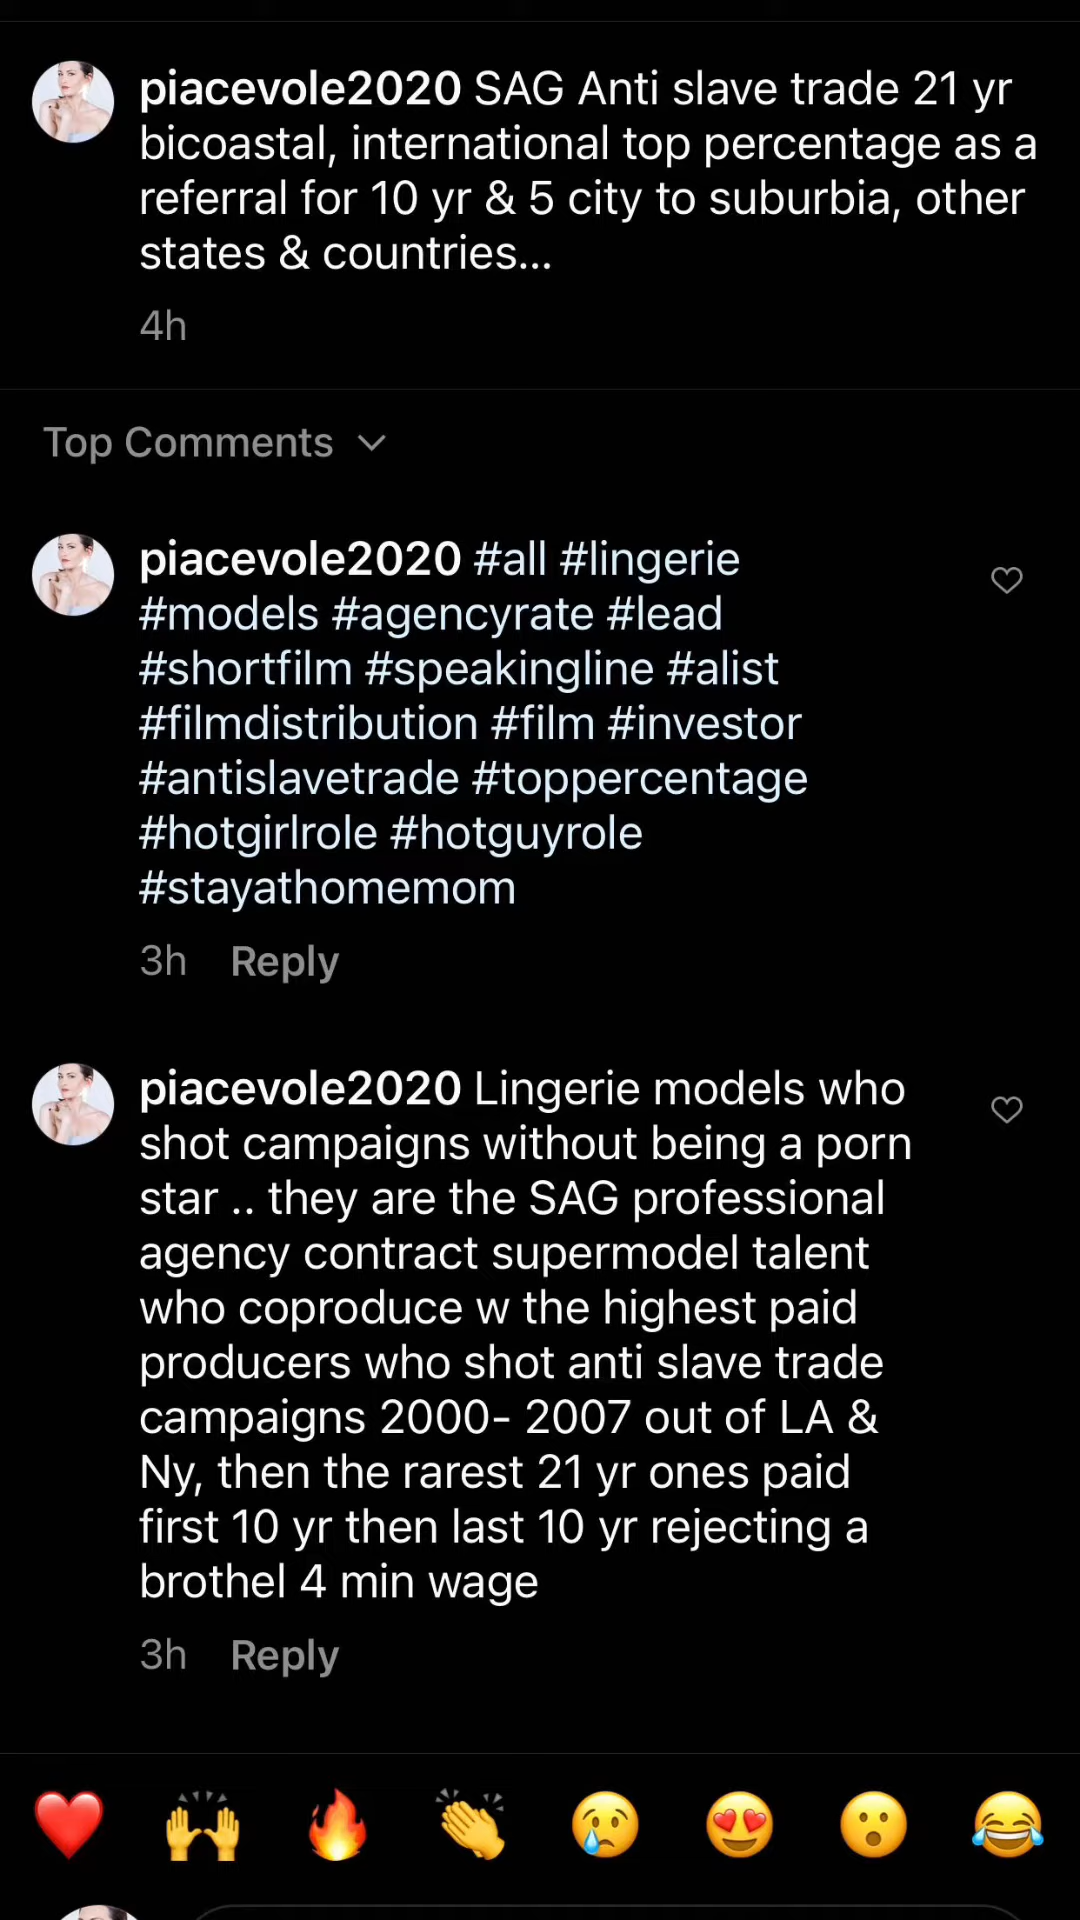 piacevole2020 SAG Anti slave trade 21 yr
bicoastal, international top percentage as a
referral for 10 yr & 5 city to suburbia, other
states & countries...
4h
Top Comments
piacevole2020 #all #lingerie
#models #agencyrate #lead
#shortfilm #speakingline #alist
#filmdistribution #film #investor
#antislavetrade #toppercentage
#hotgirlrole #hotguyrole
#stayathomemom
3h Reply
piacevole2020 Lingerie models who
shot campaigns without being a porn
star .. they are the SAG professional
agency contract supermodel talent
who coproduce w the highest paid
producers who shot anti slave trade
campaigns 2000- 2007 out of LA &
Ny, then the rarest 21 yr ones paid
first 10 yr then last 10 yr rejecting a
brothel 4 min wage
3h Reply